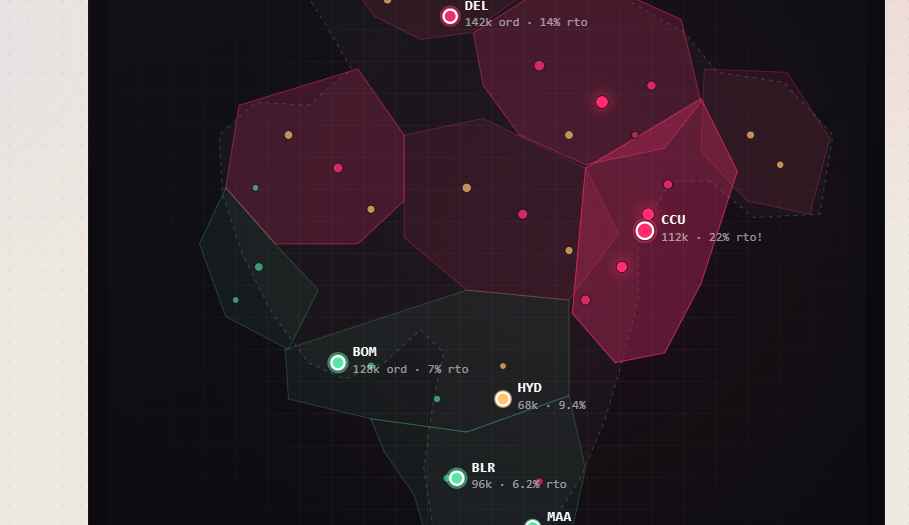 DEL
142k ord · 14% rto
CCU
112k · 22% rto!
BOM
128k ord · 7% rto
HYD
68k · 9.4%
BLR
96k · 6.2% rto
MAA